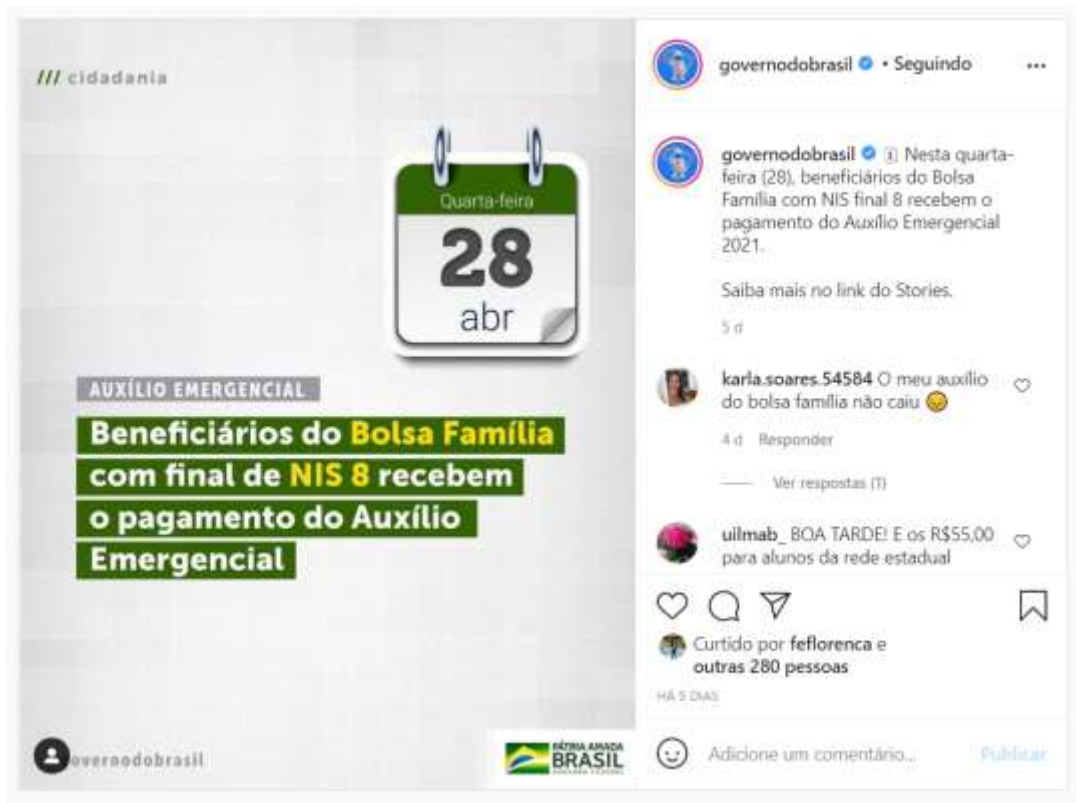 /// cidadania
Quarta-feira
28
abr
AUXÍLIO EMERGENCIAL
Beneficiários do Bolsa Família
com final de NIS 8 recebem
o pagamento do Auxílio
Emergencial
overnodobrasil
PÁTRIA AMADA
BRASIL
GOVERNO FEDERAL
governodobrasil • Seguindo
governodobrasil Nesta quarta-
feira (28), beneficiários do Bolsa
Família com NIS final 8 recebem o
pagamento do Auxílio Emergencial
2021.
Saiba mais no link do Stories.
5 d
karla.soares.54584 O meu auxílio
do bolsa família não caiu 😞
4 d Responder
Ver respostas (1)
uilmab_ BOA TARDE! E os R$55,00
para alunos da rede estadual
Curtido por feflorenca e
outras 280 pessoas
HÁ 5 DIAS
Adicione um comentário...
Publicar